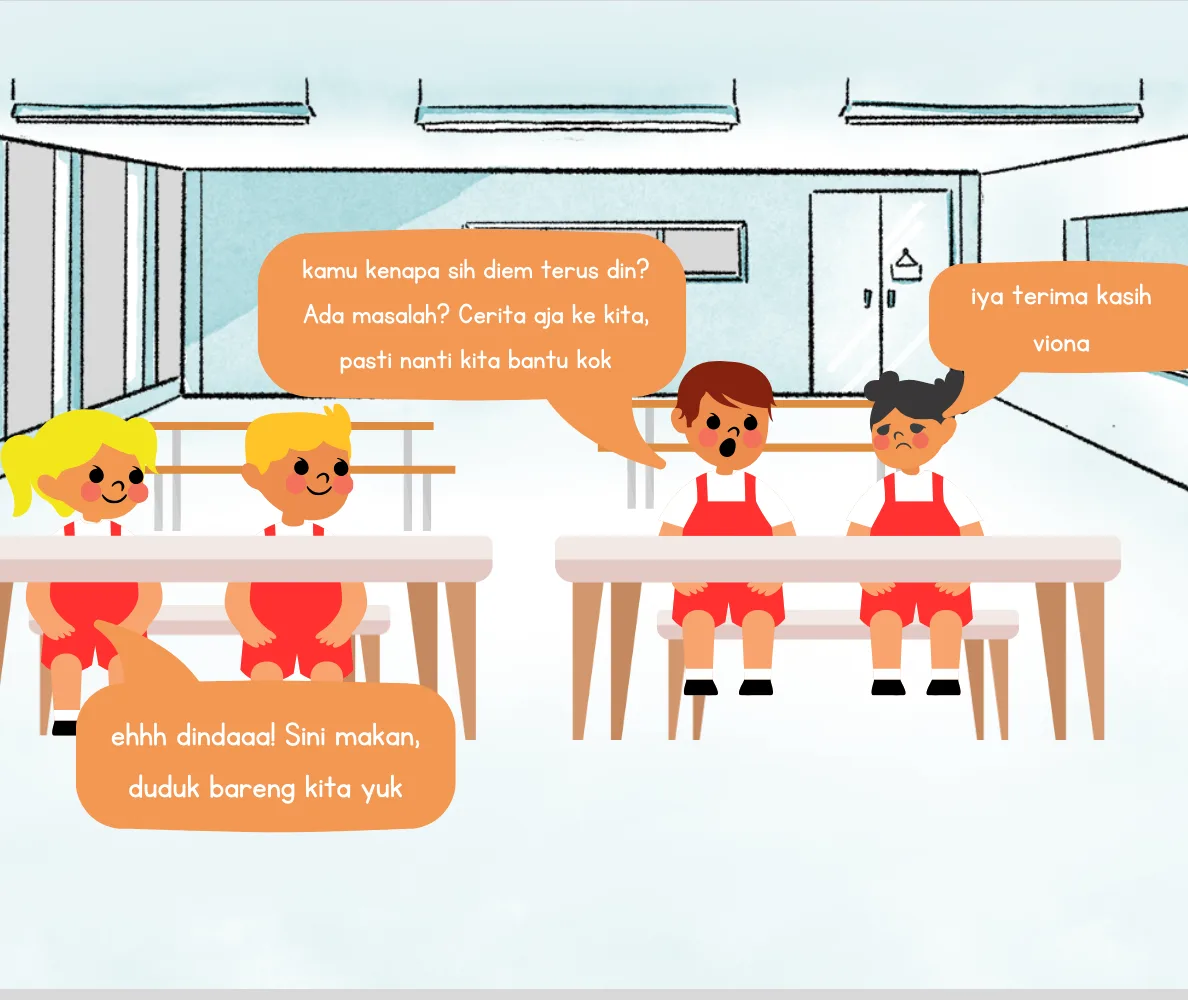 kamu kenapa sih diem terus din?
Ada masalah? Cerita aja ke kita,
pasti nanti kita bantu kok
iya terima kasih
viona
ehhh dindaaa! Sini makan,
duduk bareng kita yuk